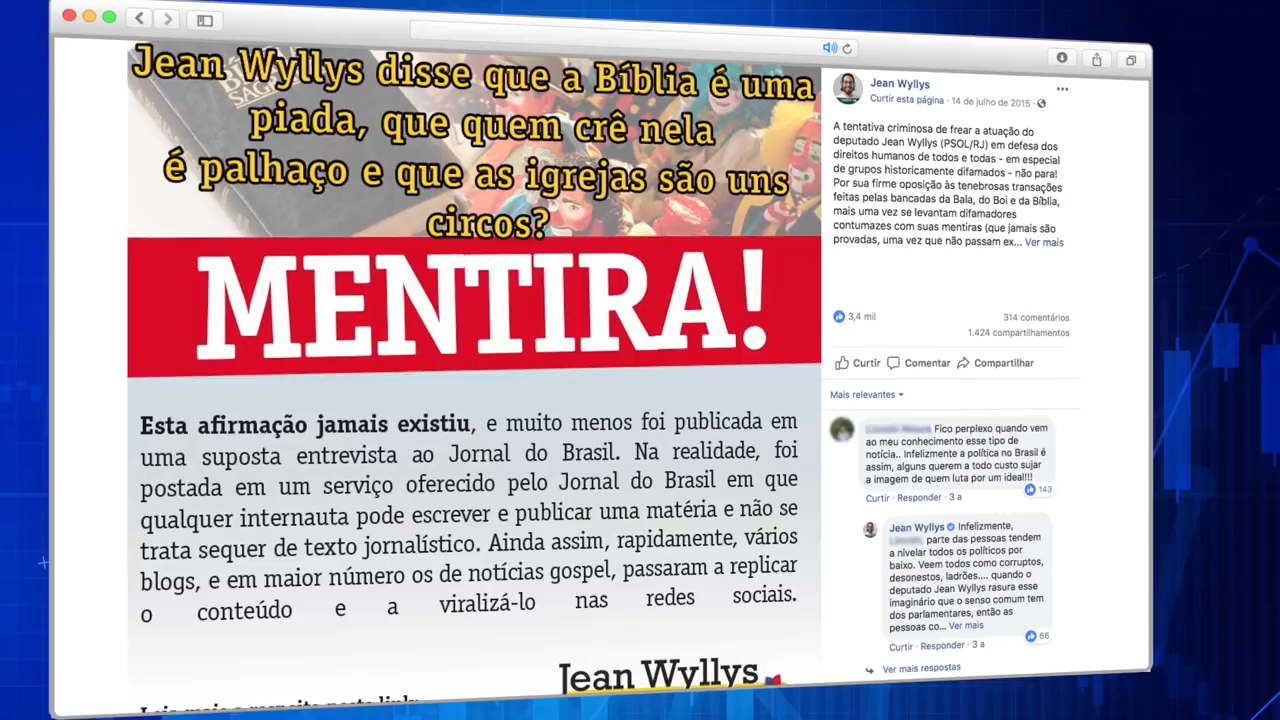 Jean Wyllys disse que a Bíblia é uma
piada, que quem crê nela
é palhaço e que as igrejas são uns
circos?
MENTIRA!
Esta afirmação jamais existiu, e muito menos foi publicada em
uma suposta entrevista ao Jornal do Brasil. Na realidade, foi
postada em um serviço oferecido pelo Jornal do Brasil em que
qualquer internauta pode escrever e publicar uma matéria e não se
trata sequer de texto jornalístico. Ainda assim, rapidamente, vários
blogs, e em maior número os de notícias gospel, passaram a replicar
o conteúdo e a viralizá-lo nas redes sociais.
Jean Wyllys
Jean Wyllys
Curtir esta página · 14 de julho de 2015 ·
A tentativa criminosa de frear a atuação do
deputado Jean Wyllys (PSOL/RJ) em defesa dos
direitos humanos de todos e todas - em especial
de grupos historicamente difamados - não para!
Por sua firme oposição às tenebrosas transações
feitas pelas bancadas da Bala, do Boi e da Bíblia,
mais uma vez se levantam difamadores
contumazes com suas mentiras (que jamais são
provadas, uma vez que não passam ex... Ver mais
3,4 mil
314 comentários
1.424 compartilhamentos
Curtir Comentar Compartilhar
Mais relevantes
Fico perplexo quando vem
ao meu conhecimento esse tipo de
notícia.. Infelizmente a política no Brasil é
assim, alguns querem a todo custo sujar
a imagem de quem luta por um ideal!!!
143
Curtir · Responder · 3 a
Jean Wyllys Infelizmente,
parte das pessoas tendem
a nivelar todos os políticos por
baixo. Veem todos como corruptos,
desonestos, ladrões.... quando o
deputado Jean Wyllys rasura esse
imaginário que o senso comum tem
dos parlamentares, então as
pessoas co... Ver mais
66
Curtir · Responder · 3 a
Ver mais respostas